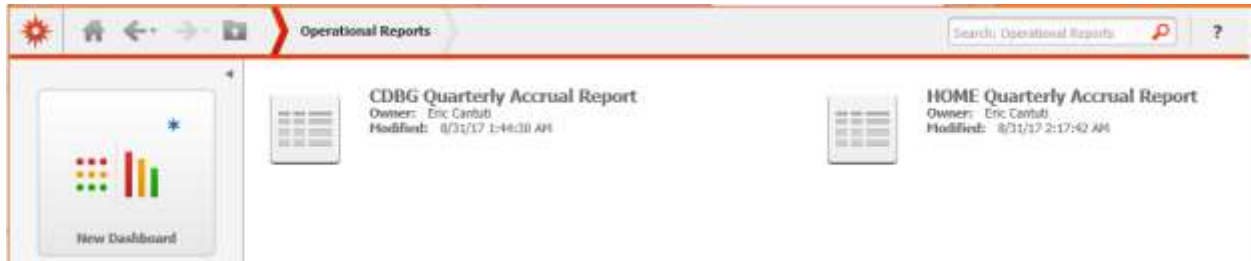 Operational Reports
Search: Operational Reports
?
CDBG Quarterly Accrual Report
Owner: Eric Cantuti
Modified: 8/31/17 1:44:30 AM
HOME Quarterly Accrual Report
Owner: Eric Cantuti
Modified: 8/31/17 2:17:42 AM
New Dashboard